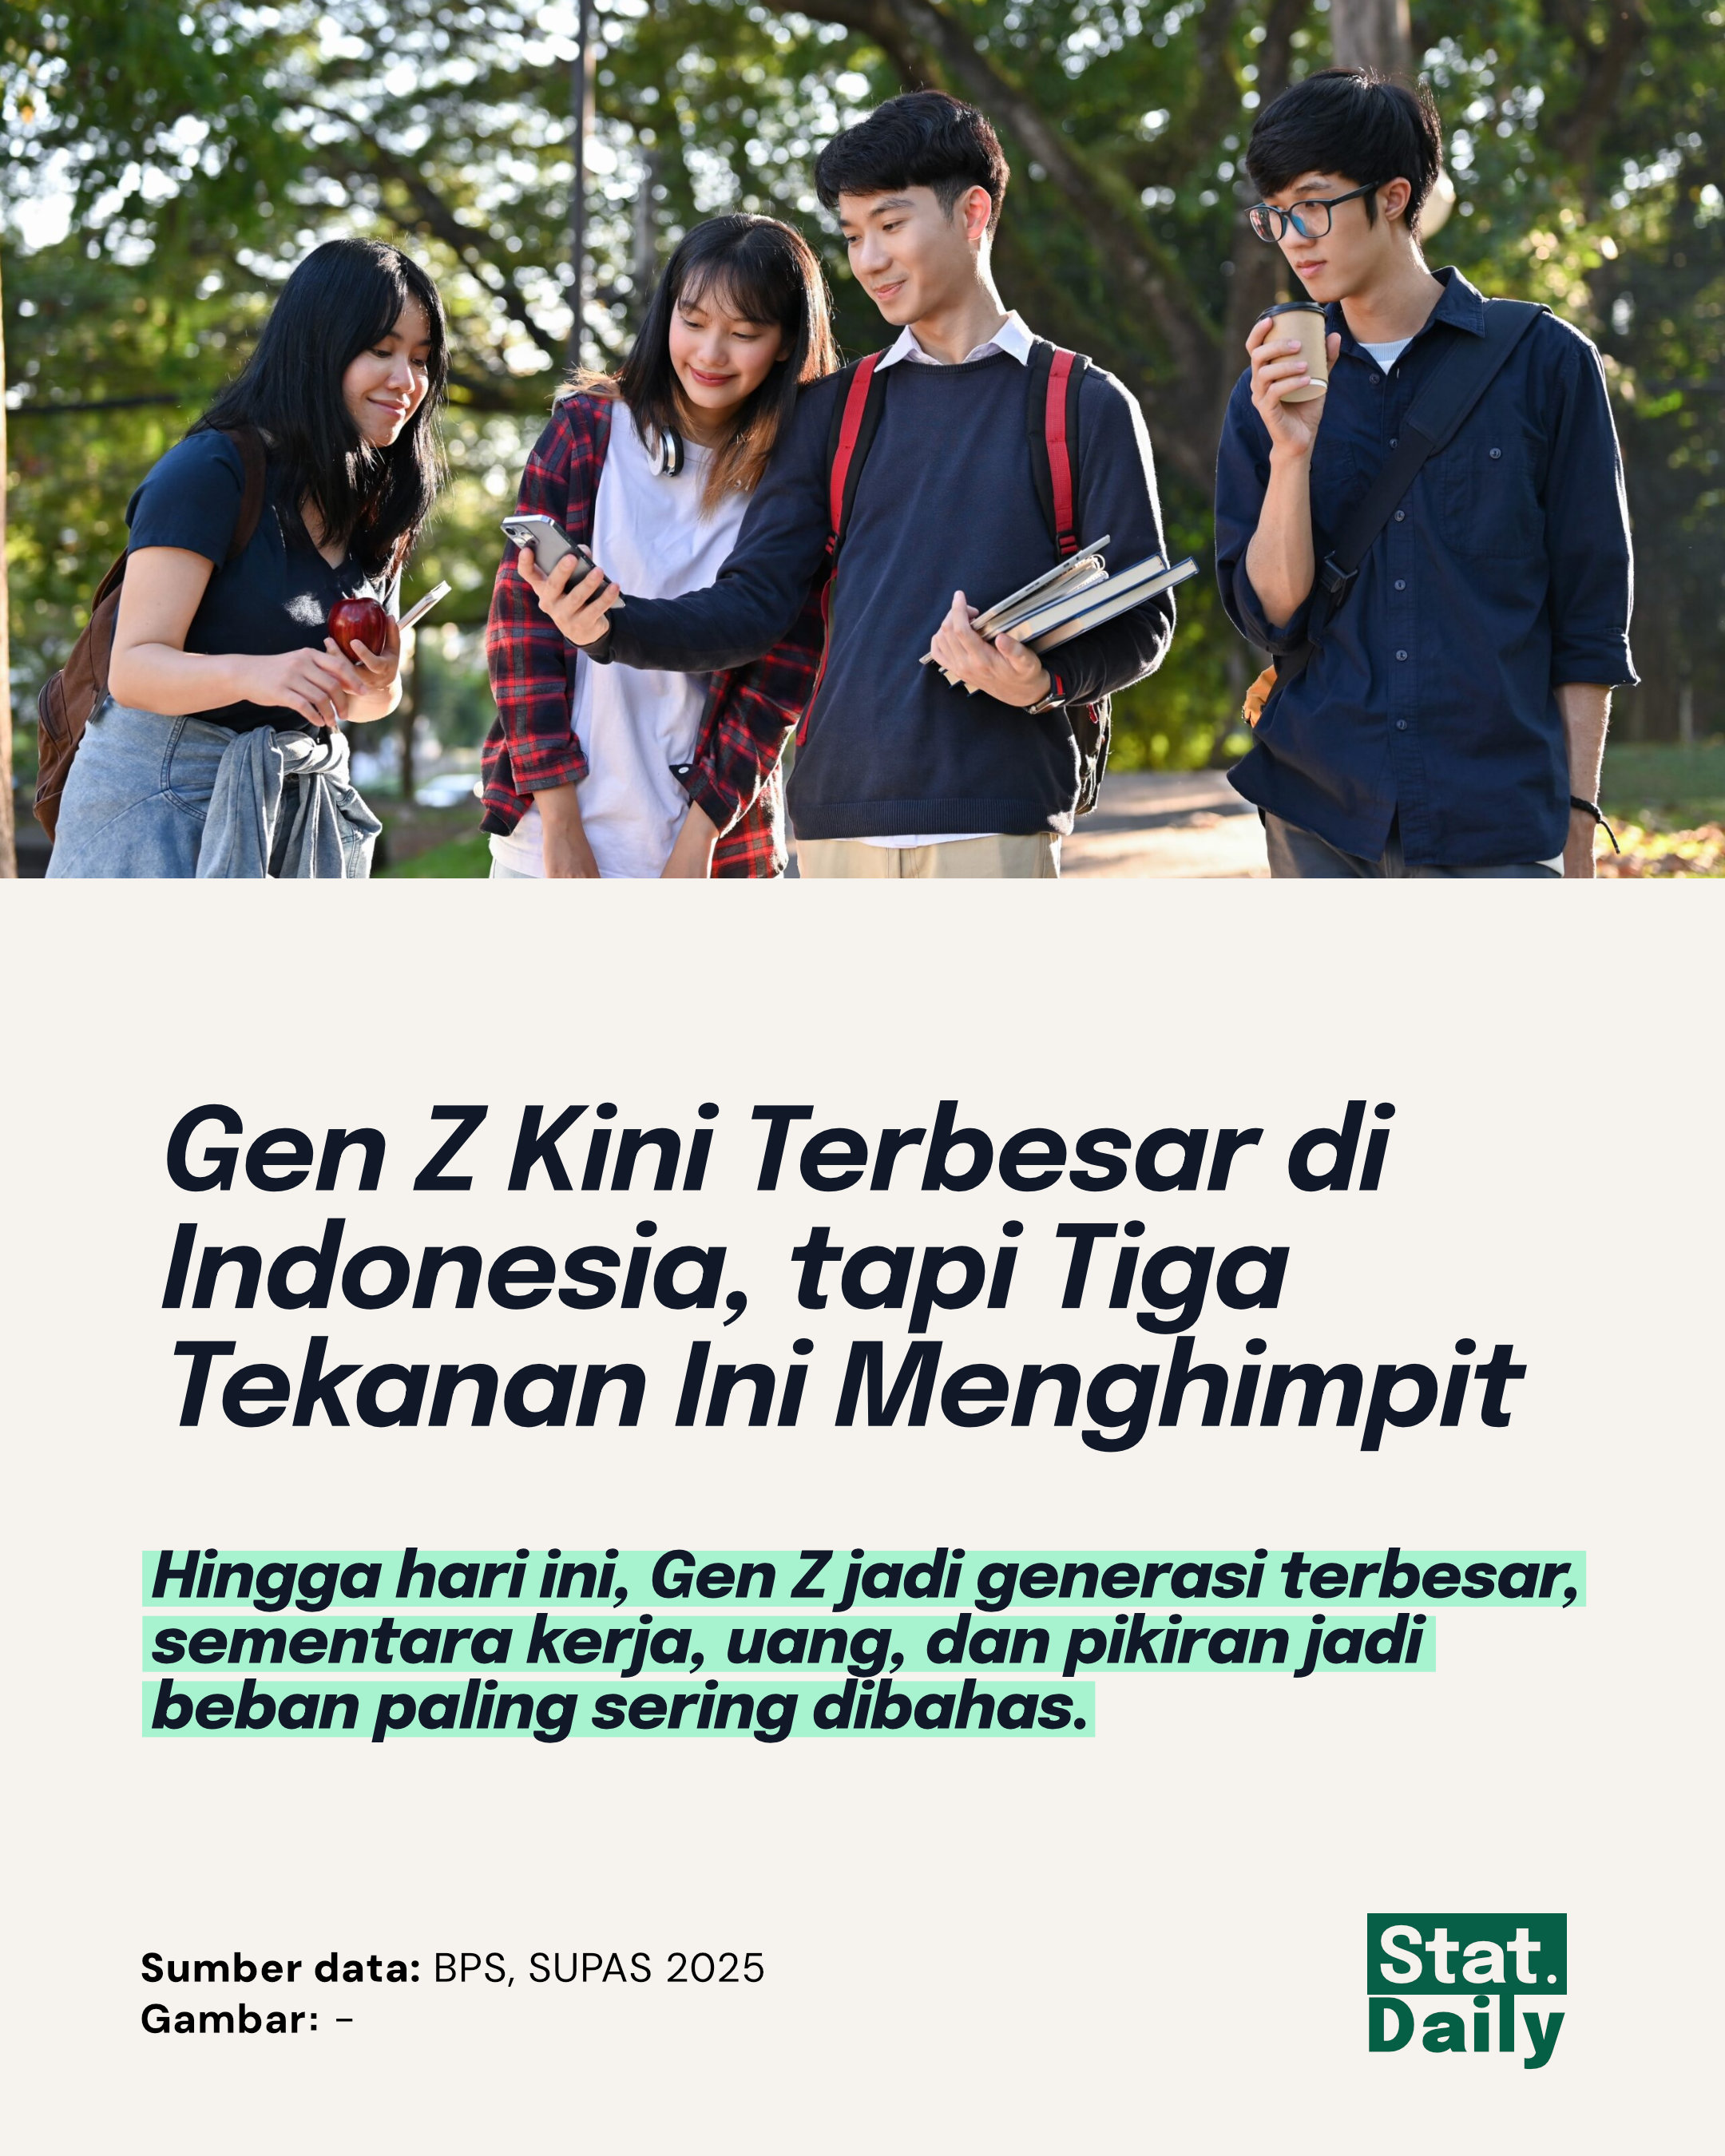 Gen Z Kini Terbesar di
Indonesia, tapi Tiga
Tekanan Ini Menghimpit
Hingga hari ini, Gen Z jadi generasi terbesar,
sementara kerja, uang, dan pikiran jadi
beban paling sering dibahas.
Sumber data: BPS, SUPAS 2025
Gambar: -
Stat.
Daily